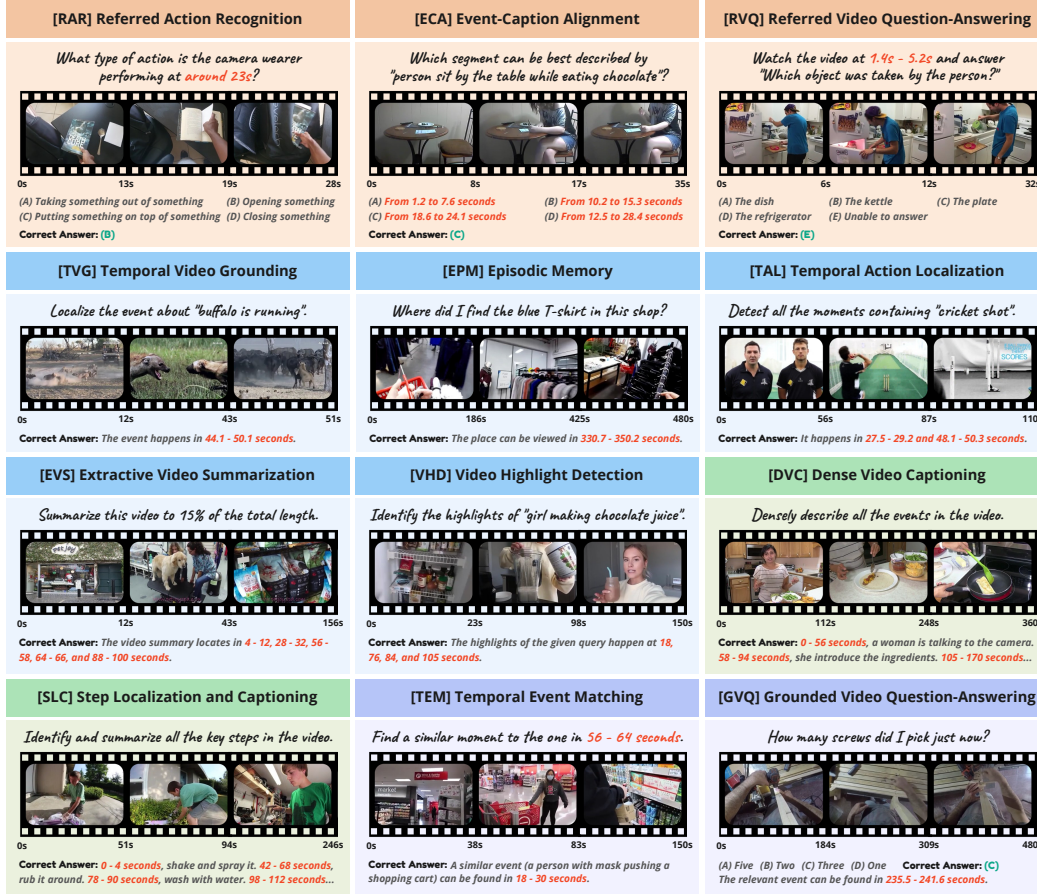 [RAR] Referred Action Recognition
What type of action is the camera wearer
performing at around 23s?
0s 13s 19s 28s
(A) Taking something out of something (B) Opening something
(C) Putting something on top of something (D) Closing something
Correct Answer: (B)
[ECA] Event-Caption Alignment
Which segment can be best described by
"person sit by the table while eating chocolate"?
0s 8s 17s 35s
(A) From 1.2 to 7.6 seconds (B) From 10.2 to 15.3 seconds
(C) From 18.6 to 24.1 seconds (D) From 12.5 to 28.4 seconds
Correct Answer: (C)
[RVQ] Referred Video Question-Answering
Watch the video at 1.4s - 5.2s and answer
"Which object was taken by the person?"
0s 6s 12s 32s
(A) The dish (B) The kettle (C) The plate
(D) The refrigerator (E) Unable to answer
Correct Answer: (E)
[TVG] Temporal Video Grounding
Localize the event about "buffalo is running".
0s 12s 43s 51s
Correct Answer: The event happens in 44.1 - 50.1 seconds.
[EPM] Episodic Memory
Where did I find the blue T-shirt in this shop?
0s 186s 425s 480s
Correct Answer: The place can be viewed in 330.7 - 350.2 seconds.
[TAL] Temporal Action Localization
Detect all the moments containing "cricket shot".
SCORES
0s 56s 87s 110
Correct Answer: It happens in 27.5 - 29.2 and 48.1 - 50.3 seconds.
[EVS] Extractive Video Summarization
Summarize this video to 15% of the total length.
0s 12s 43s 156s
Correct Answer: The video summary locates in 4 - 12, 28 - 32, 56 -
58, 64 - 66, and 88 - 100 seconds.
[VHD] Video Highlight Detection
Identify the highlights of "girl making chocolate juice".
0s 23s 98s 150s
Correct Answer: The highlights of the given query happen at 18,
76, 84, and 105 seconds.
[DVC] Dense Video Captioning
Densely describe all the events in the video.
0s 112s 248s 360
Correct Answer: 0 - 56 seconds, a woman is talking to the camera.
58 - 94 seconds, she introduce the ingredients. 105 - 170 seconds...
[SLC] Step Localization and Captioning
Identify and summarize all the key steps in the video.
0s 51s 94s 246s
Correct Answer: 0 - 4 seconds, shake and spray it. 42 - 68 seconds,
rub it around. 78 - 90 seconds, wash with water. 98 - 112 seconds...
[TEM] Temporal Event Matching
Find a similar moment to the one in 56 - 64 seconds.
market
0s 38s 83s 150s
Correct Answer: A similar event (a person with mask pushing a
shopping cart) can be found in 18 - 30 seconds.
[GVQ] Grounded Video Question-Answering
How many screws did I pick just now?
0s 184s 309s 480
(A) Five (B) Two (C) Three (D) One Correct Answer: (C)
The relevant event can be found in 235.5 - 241.6 seconds.